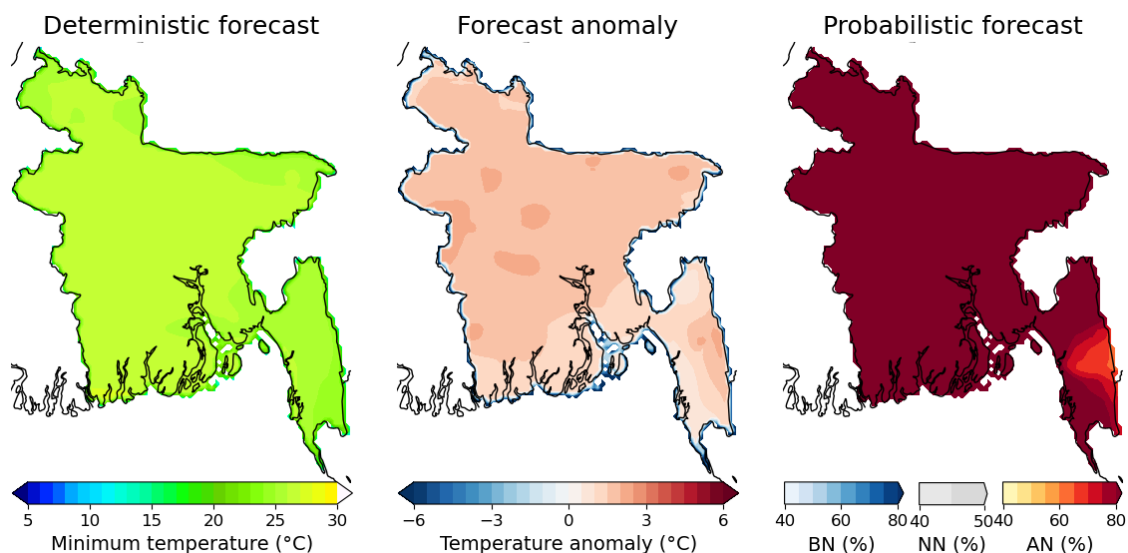 Deterministic forecast
Forecast anomaly
Probabilistic forecast
5 10 15 20 25 30
Minimum temperature (°C)
−6 −3 0 3 6
Temperature anomaly (°C)
40 60 80
BN (%)
40 50
NN (%)
40 60 80
AN (%)